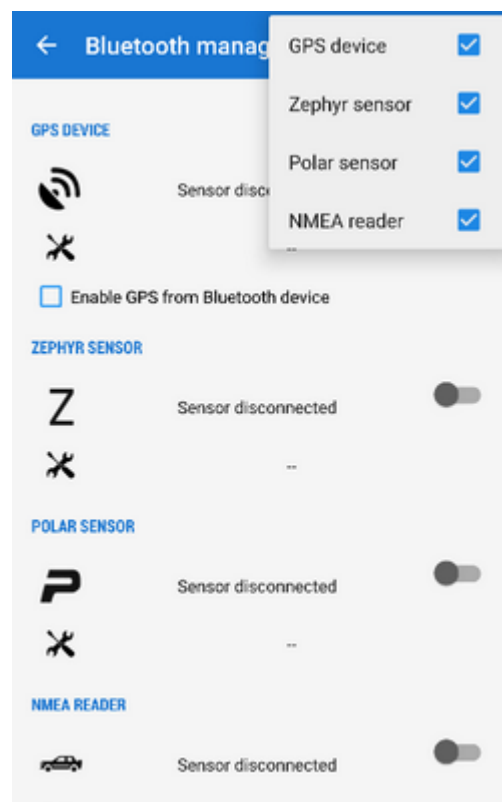 Bluetooth manag
GPS device
Zephyr sensor
Polar sensor
NMEA reader
GPS DEVICE
Sensor disco
--
Enable GPS from Bluetooth device
ZEPHYR SENSOR
Z
Sensor disconnected
--
POLAR SENSOR
P
Sensor disconnected
--
NMEA READER
Sensor disconnected